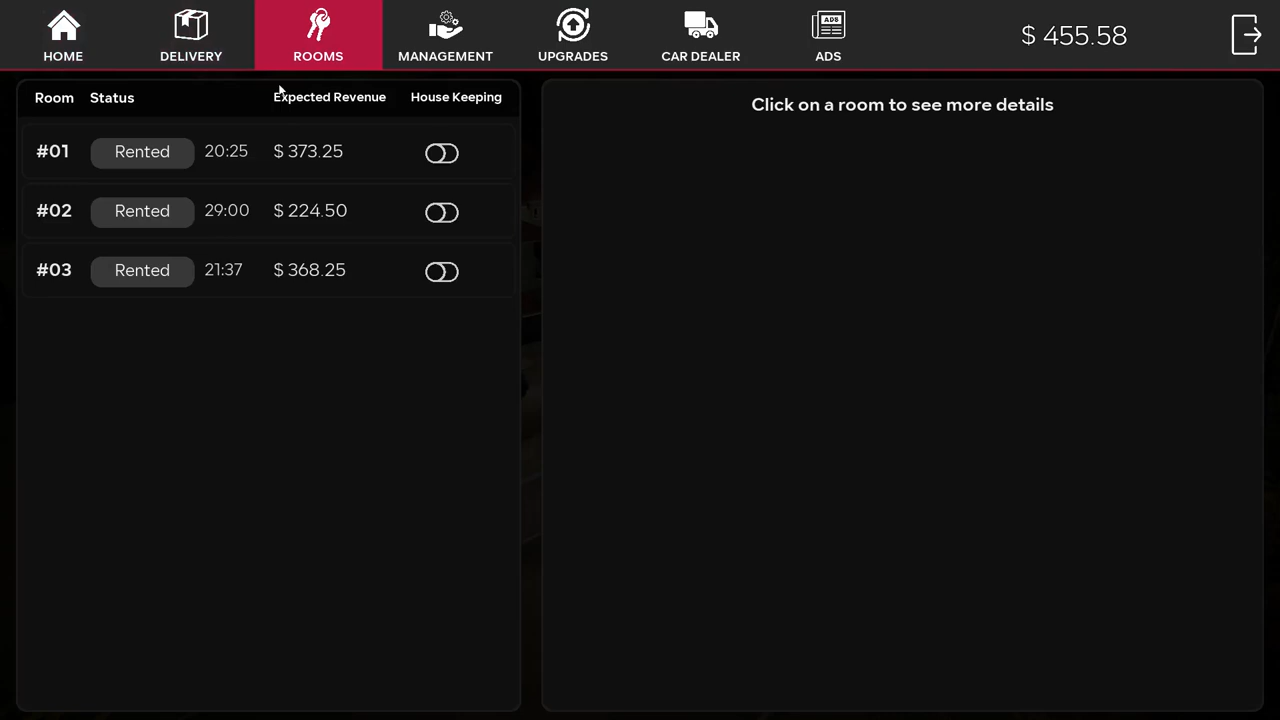 HOME DELIVERY ROOMS MANAGEMENT UPGRADES CAR DEALER ADS ADS $ 455.58
Room Status Expected Revenue House Keeping
#01 Rented 20:25 $ 373.25
#02 Rented 29:00 $ 224.50
#03 Rented 21:37 $ 368.25
Click on a room to see more details